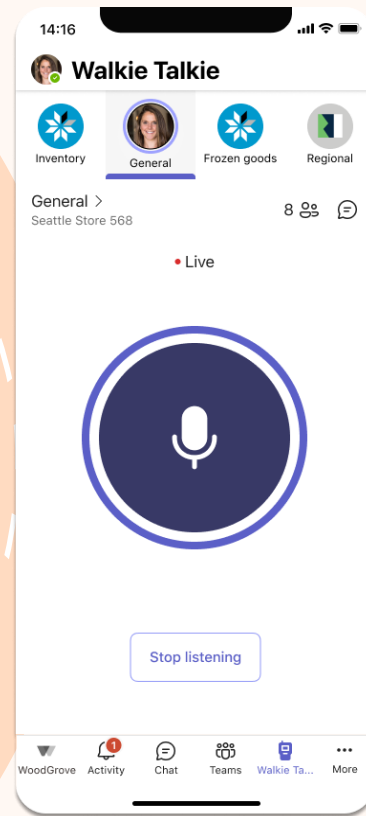 14:16
Walkie Talkie
Inventory
General
Frozen goods
Regional
General >
Seattle Store 568
8
Live
Stop listening
1
WoodGrove
Activity
Chat
Teams
Walkie Ta...
More